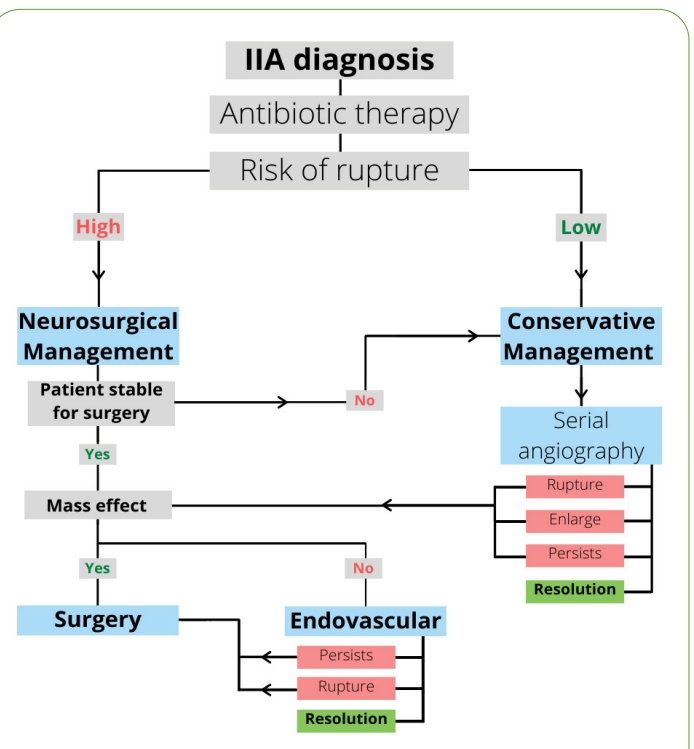 IIA diagnosis
Antibiotic therapy
Risk of rupture
High
Low
Neurosurgical
Management
Conservative
Management
Patient stable
for surgery
No
Serial
angiography
Yes
Rupture
Mass effect
Enlarge
Persists
Yes
No
Resolution
Surgery
Endovascular
Persists
Rupture
Resolution